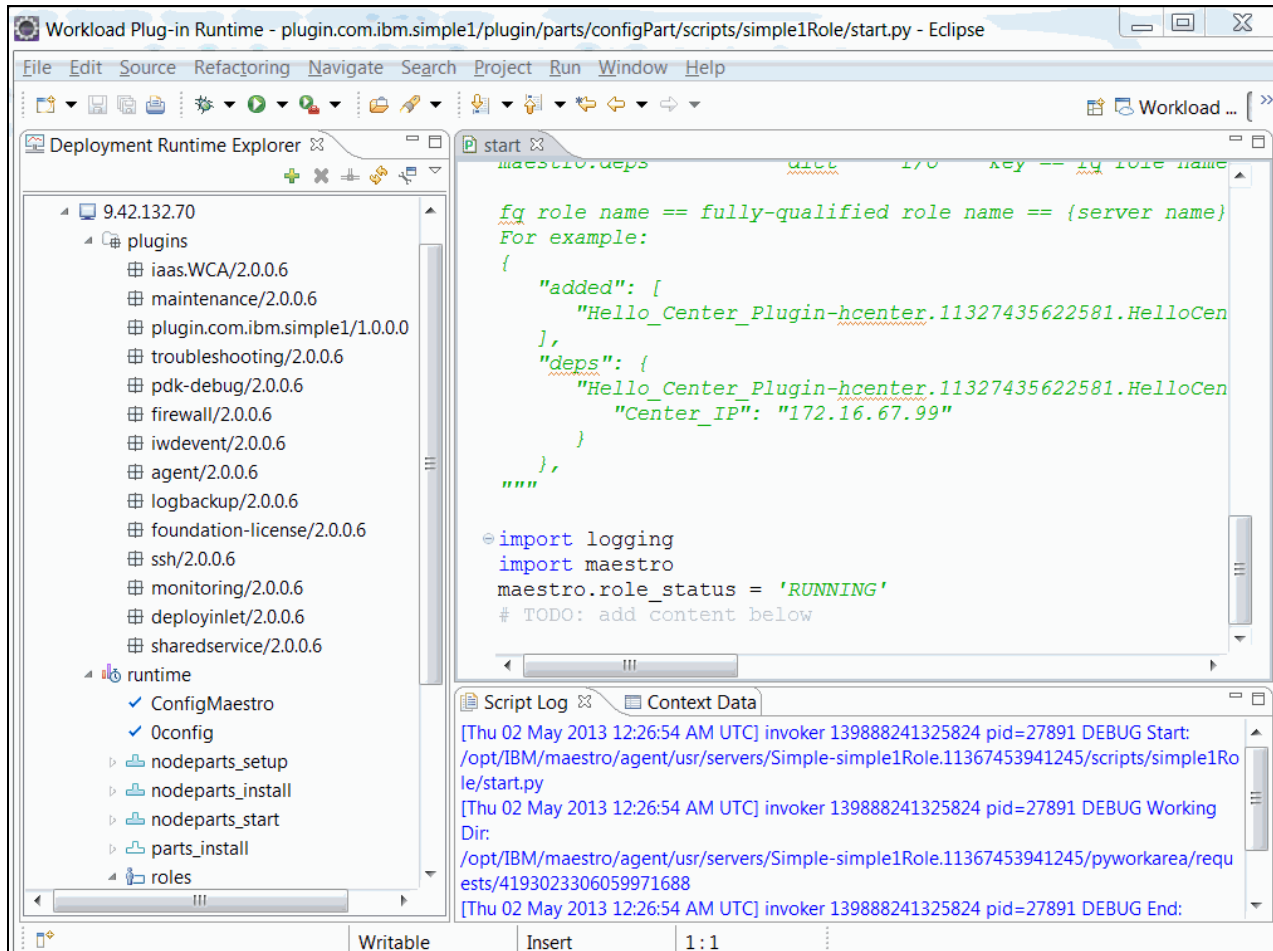 Workload Plug-in Runtime - plugin.com.ibm.simple1/plugin/parts/configPart/scripts/simple1Role/start.py - Eclipse
File Edit Source Refactoring Navigate Search Project Run Window Help
Workload ...
Deployment Runtime Explorer
9.42.132.70
plugins
iaas.WCA/2.0.0.6
maintenance/2.0.0.6
plugin.com.ibm.simple1/1.0.0.0
troubleshooting/2.0.0.6
pdk-debug/2.0.0.6
firewall/2.0.0.6
iwdevent/2.0.0.6
agent/2.0.0.6
logbackup/2.0.0.6
foundation-license/2.0.0.6
ssh/2.0.0.6
monitoring/2.0.0.6
deployinlet/2.0.0.6
sharedservice/2.0.0.6
runtime
ConfigMaestro
0config
nodeparts_setup
nodeparts_install
nodeparts_start
parts_install
roles
start
maestro.deps dict I/O key == fq role name
fq role name == fully-qualified role name == {server name}
For example:
{
"added": [
"Hello_Center_Plugin-hcenter.11327435622581.HelloCen
],
"deps": {
"Hello_Center_Plugin-hcenter.11327435622581.HelloCen
"Center_IP": "172.16.67.99"
}
},
"""
import logging
import maestro
maestro.role_status = 'RUNNING'
# TODO: add content below
Script Log Context Data
[Thu 02 May 2013 12:26:54 AM UTC] invoker 139888241325824 pid=27891 DEBUG Start:
/opt/IBM/maestro/agent/usr/servers/Simple-simple1Role.11367453941245/scripts/simple1Ro
le/start.py
[Thu 02 May 2013 12:26:54 AM UTC] invoker 139888241325824 pid=27891 DEBUG Working
Dir:
/opt/IBM/maestro/agent/usr/servers/Simple-simple1Role.11367453941245/pyworkarea/requ
ests/4193023306059971688
[Thu 02 May 2013 12:26:54 AM UTC] invoker 139888241325824 pid=27891 DEBUG End:
Writable Insert 1:1